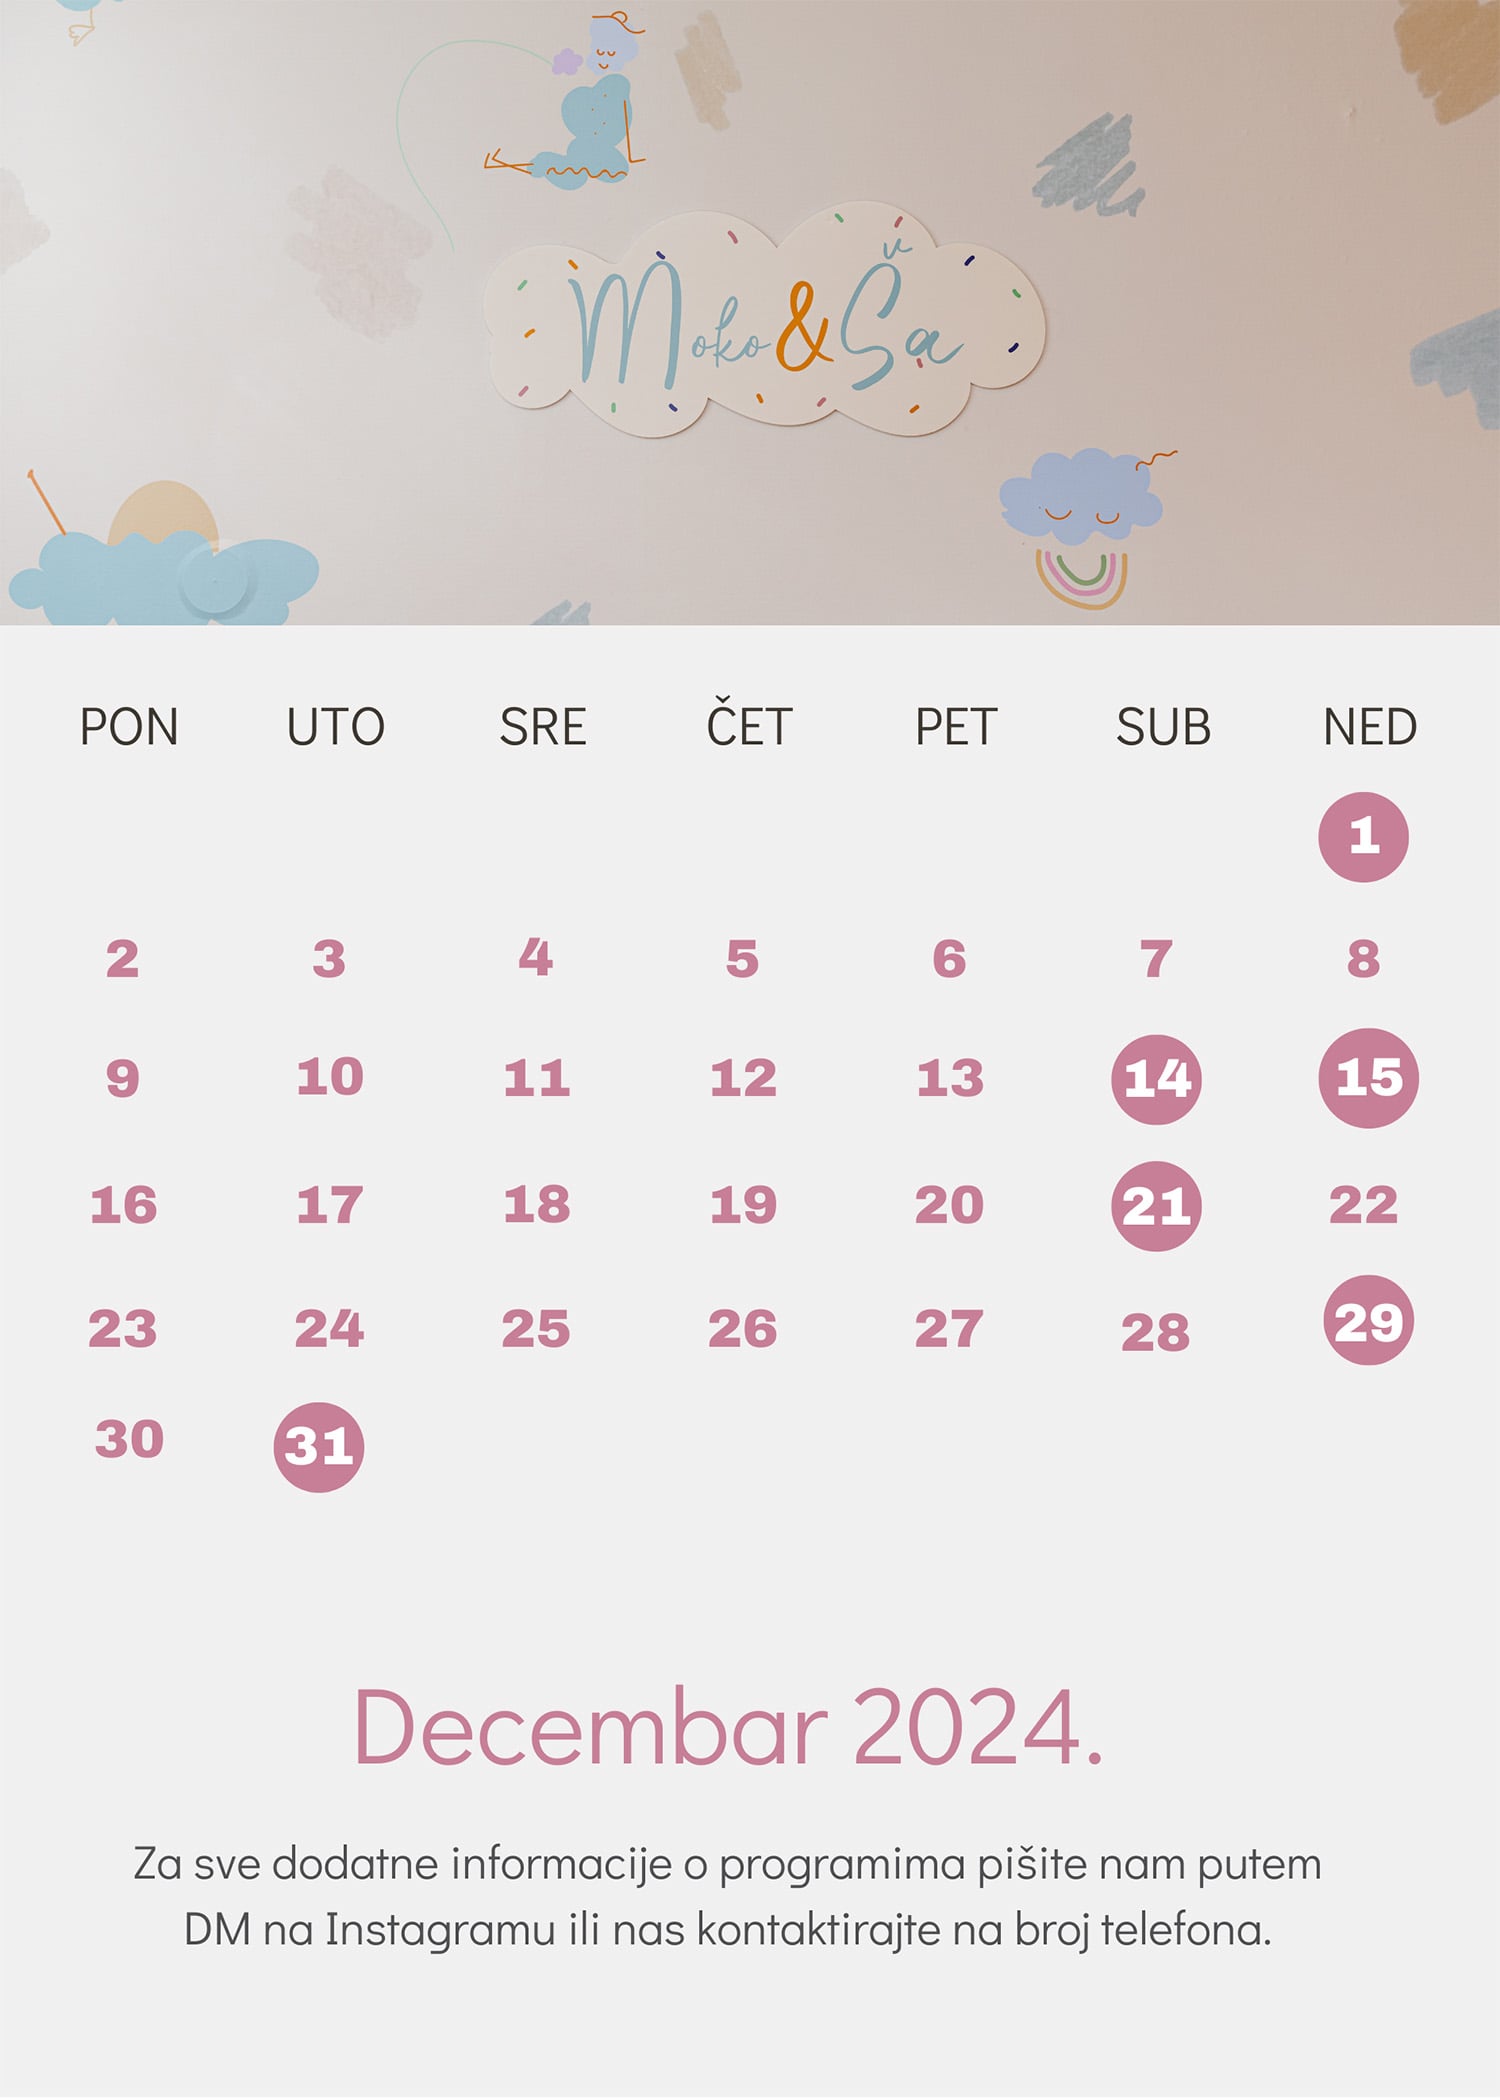 Moko & Ša
PON UTO SRE ČET PET SUB NED
1
2 3 4 5 6 7 8
9 10 11 12 13 14 15
16 17 18 19 20 21 22
23 24 25 26 27 28 29
30 31
Decembar 2024.
Za sve dodatne informacije o programima pišite nam putem
DM na Instagramu ili nas kontaktirajte na broj telefona.